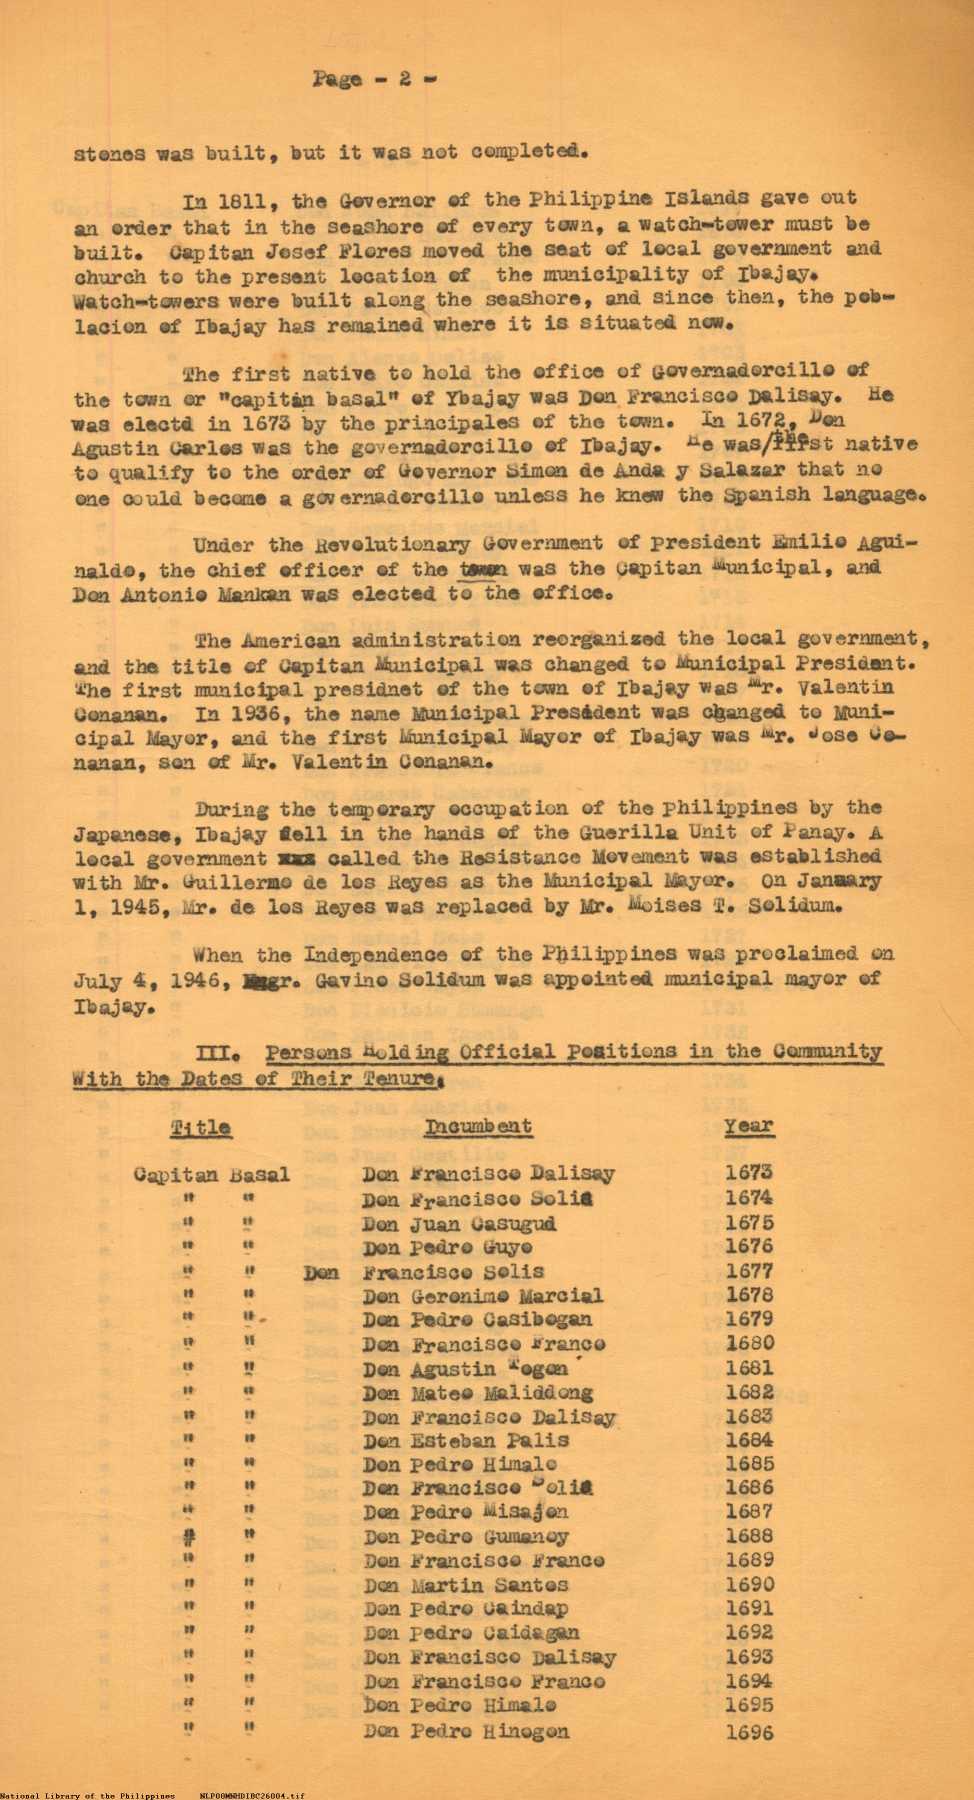 Page - 2 -
stones was built, but it was not completed.
In 1811, the Governor of the Philippine Islands gave out
an order that in the seashore of every town, a watch-tower must be
built. Capitan Josef Flores moved the seat of local government and
church to the present location of the municipality of Ibajay.
Watch-towers were built along the seashore, and since then, the pob-
lacion of Ibajay has remained where it is situated now.
The first native to hold the office of Governadorcillo of
the town or "capitan basal" of Ybajay was Don Francisco Dalisay. He
was electd in 1673 by the principales of the town. In 1672, Don
Agustin Carlos was the governadorcillo of Ibajay. He was/the first native
to qualify to the order of Governor Simon de Anda y Salazar that no
one could become a governadorcillo unless he knew the Spanish language.
Under the Revolutionary Government of President Emilio Agui-
naldo, the chief officer of the town was the Capitan Municipal, and
Don Antonio Mankan was elected to the office.
The American administration reorganized the local government,
and the title of Capitan Municipal was changed to Municipal President.
The first municipal presidnet of the town of Ibajay was Mr. Valentin
Conanan. In 1936, the name Municipal President was changed to Muni-
cipal Mayor, and the first Municipal Mayor of Ibajay was Mr. Jose Co-
nanan, son of Mr. Valentin Conanan.
During the temporary occupation of the Philippines by the
Japanese, Ibajay fell in the hands of the Guerilla Unit of Panay. A
local government xxx called the Resistance Movement was established
with Mr. Guillermo de los Reyes as the Municipal Mayor. On January
1, 1945, Mr. de los Reyes was replaced by Mr. Moises T. Solidum.
When the Independence of the Philippines was proclaimed on
July 4, 1946, Gavino Solidum was appointed municipal mayor of
Ibajay.
III. Persons Holding Official Positions in the Community
With the Dates of Their Tenure.
Title Incumbent Year
Capitan Basal Don Francisco Dalisay 1673
" " Don Francisco Solis 1674
" " Don Juan Casugud 1675
" " Don Pedro Guyo 1676
" " Don Francisco Solis 1677
" " Don Geronimo Marcial 1678
" " Don Pedro Casibogan 1679
" " Don Francisco Franco 1680
" " Don Agustin Togon 1681
" " Don Mateo Maliddong 1682
" " Don Francisco Dalisay 1683
" " Don Esteban Palis 1684
" " Don Pedro Himalo 1685
" " Don Francisco Solis 1686
" " Don Pedro Misajon 1687
# " Don Pedro Gumanoy 1688
" " Don Francisco Franco 1689
" " Don Martin Santos 1690
" " Don Pedro Caindap 1691
" " Don Pedro Caidagan 1692
" " Don Francisco Dalisay 1693
" " Don Francisco Franco 1694
" " Don Pedro Himalo 1695
" " Don Pedro Hinogon 1696
National Library of the Philippines